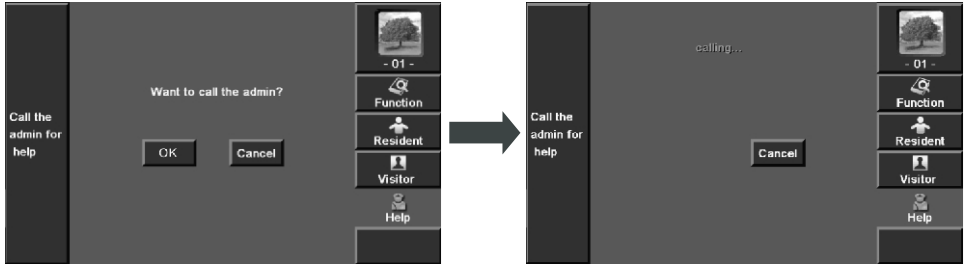 Call the
admin for
help
Want to call the admin?
OK
Cancel
- 01 -
Function
Resident
Visitor
Help
Call the
admin for
help
calling...
Cancel
- 01 -
Function
Resident
Visitor
Help